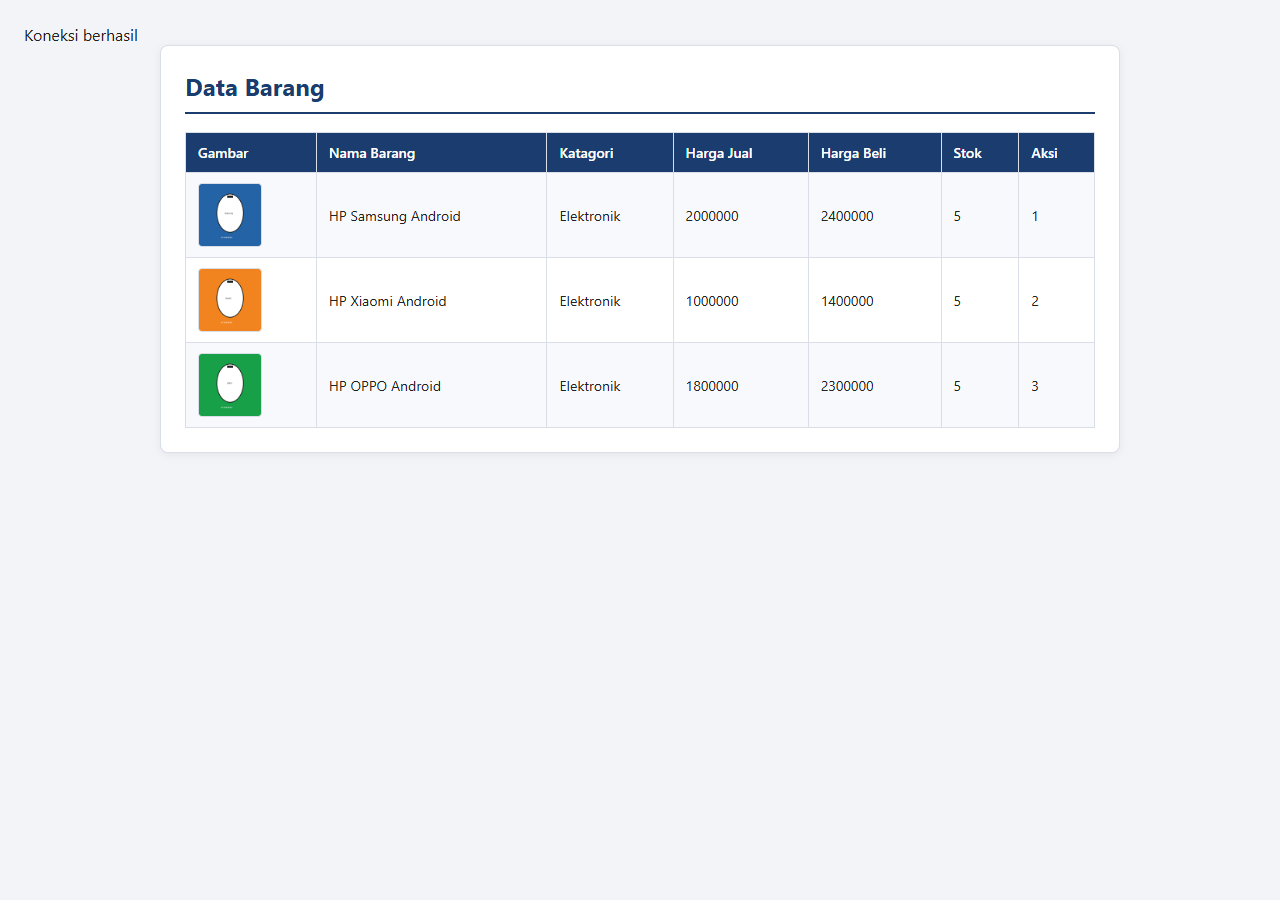 Koneksi berhasil
Data Barang
Gambar Nama Barang Katagori Harga Jual Harga Beli Stok Aksi
HP Samsung Android Elektronik 2000000 2400000 5 1
HP Xiaomi Android Elektronik 1000000 1400000 5 2
HP OPPO Android Elektronik 1800000 2300000 5 3